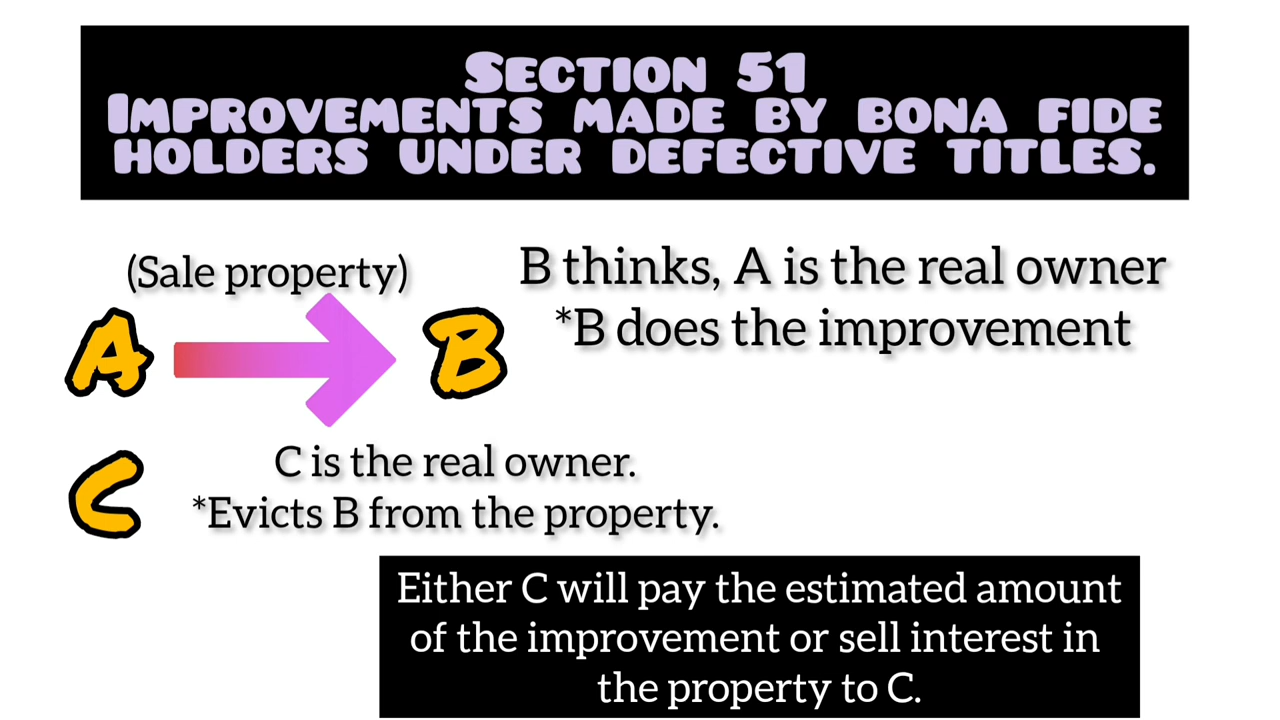 SECTION 51
IMPROVEMENTS MADE BY BONA FIDE
HOLDERS UNDER DEFECTIVE TITLES.
(Sale property)
A
B
B thinks, A is the real owner
*B does the improvement
C
C is the real owner.
*Evicts B from the property.
Either C will pay the estimated amount
of the improvement or sell interest in
the property to C.